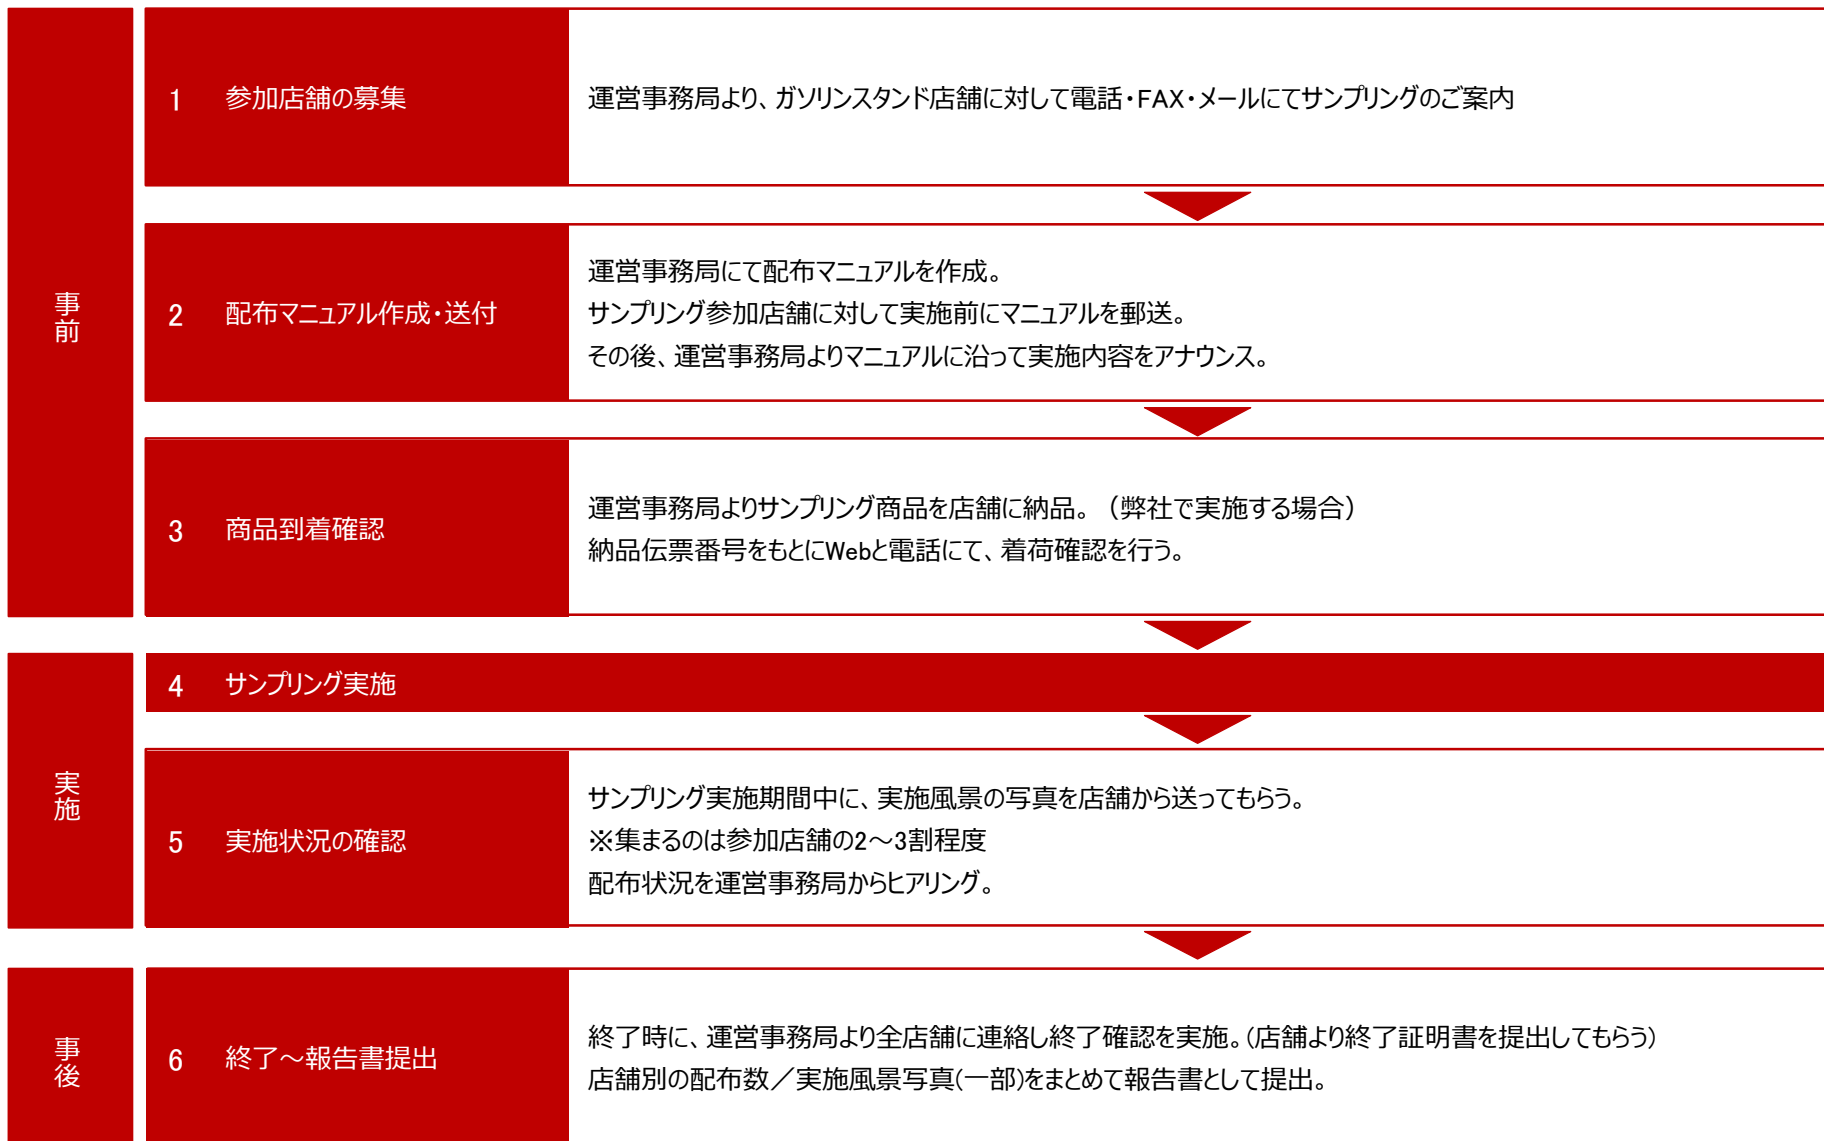 事前
1 参加店舗の募集
運営事務局より、ガソリンスタンド店舗に対して電話・FAX・メールにてサンプリングのご案内
2 配布マニュアル作成・送付
運営事務局にて配布マニュアルを作成。
サンプリング参加店舗に対して実施前にマニュアルを郵送。
その後、運営事務局よりマニュアルに沿って実施内容をアナウンス。
3 商品到着確認
運営事務局よりサンプリング商品を店舗に納品。（弊社で実施する場合）
納品伝票番号をもとにWebと電話にて、着荷確認を行う。
実施
4 サンプリング実施
5 実施状況の確認
サンプリング実施期間中に、実施風景の写真を店舗から送ってもらう。
※集まるのは参加店舗の2～3割程度
配布状況を運営事務局からヒアリング。
事後
6 終了～報告書提出
終了時に、運営事務局より全店舗に連絡し終了確認を実施。(店舗より終了証明書を提出してもらう)
店舗別の配布数／実施風景写真(一部)をまとめて報告書として提出。